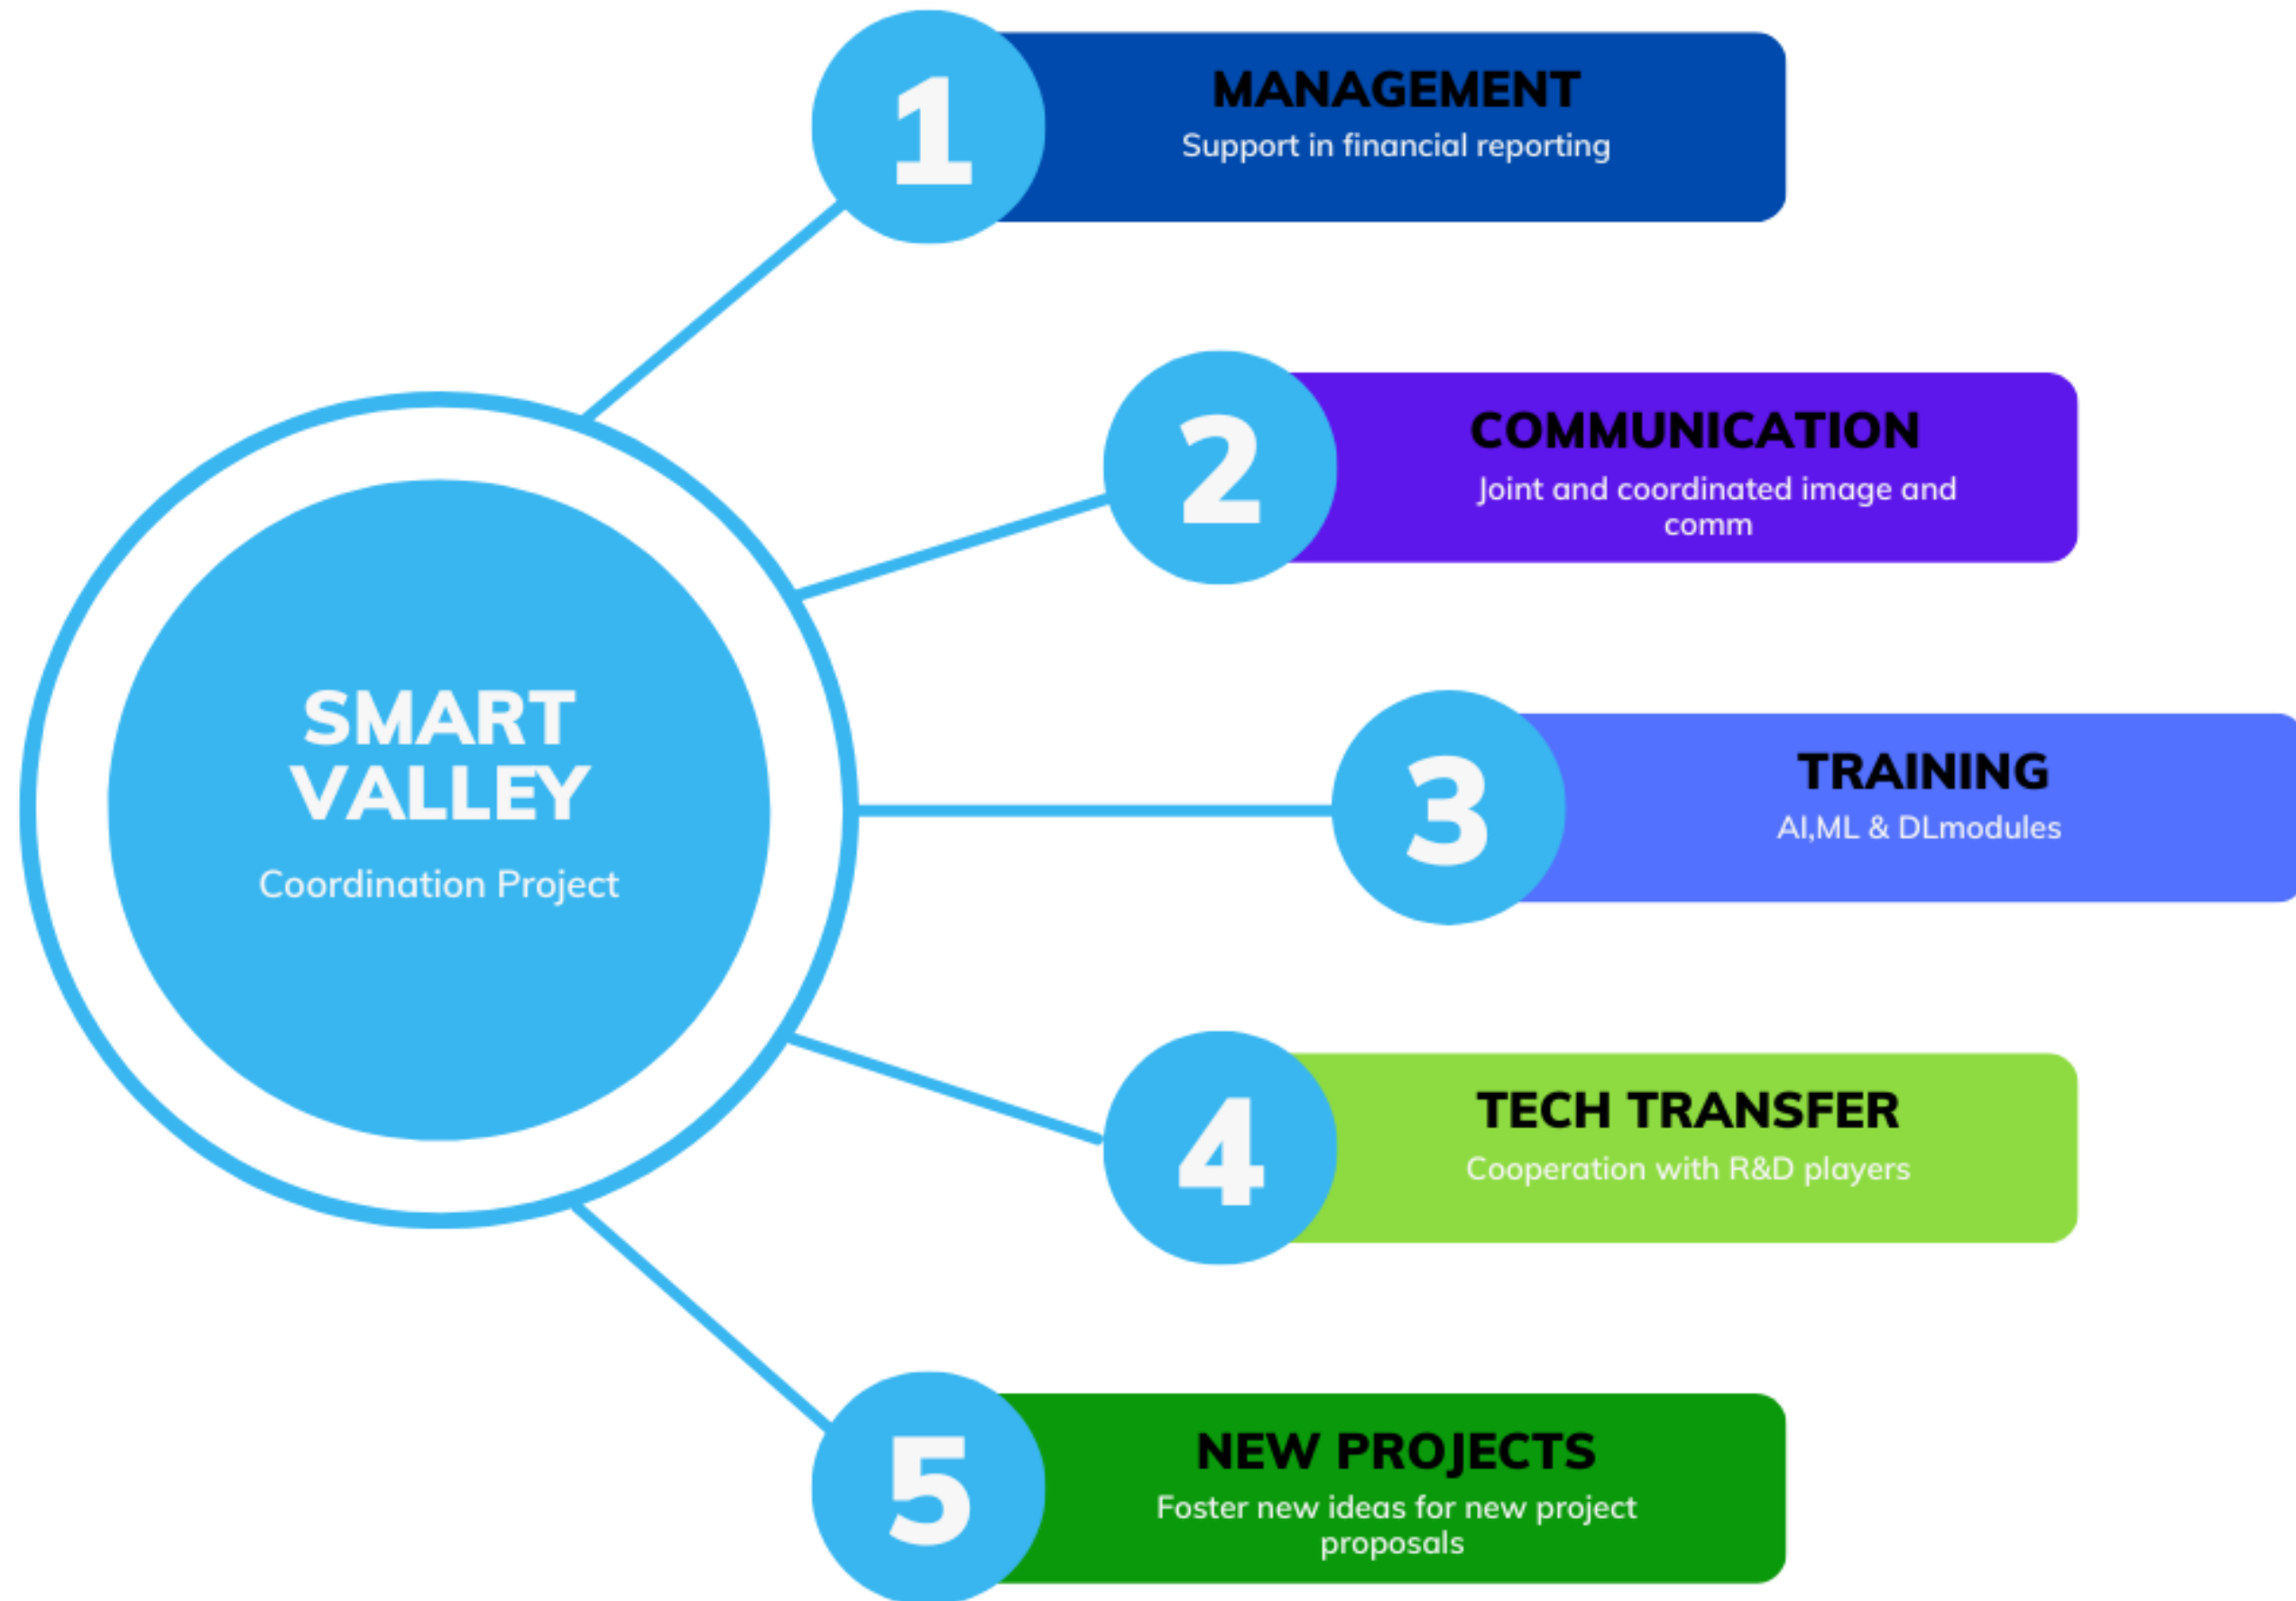 SMART
VALLEY
Coordination Project
1
MANAGEMENT
Support in financial reporting
2
COMMUNICATION
Joint and coordinated image and
comm
3
TRAINING
AI,ML & DLmodules
4
TECH TRANSFER
Cooperation with R&D players
5
NEW PROJECTS
Foster new ideas for new project
proposals